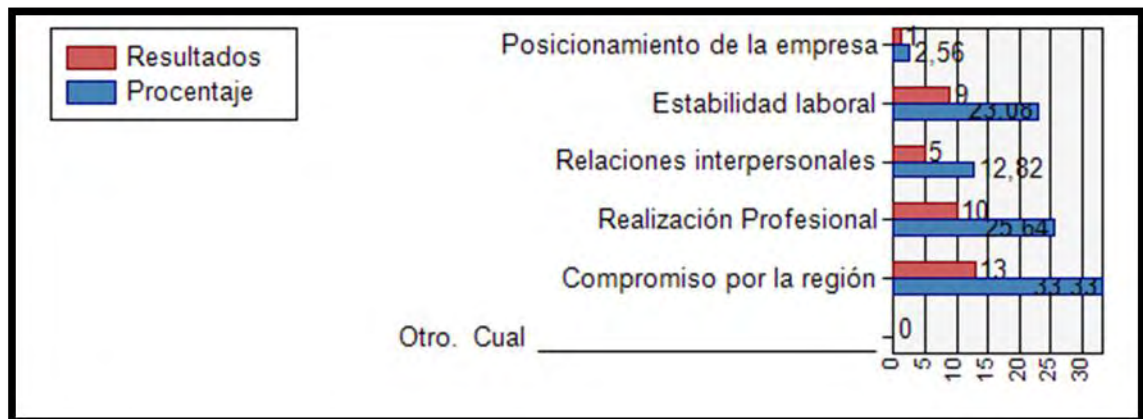 Resultados
Procentaje
Posicionamiento de la empresa
1
2,56
Estabilidad laboral
9
23,08
Relaciones interpersonales
5
12,82
Realización Profesional
10
25,64
Compromiso por la región
13
33,33
Otro. Cual _______________
0
0 5 10 15 20 25 30